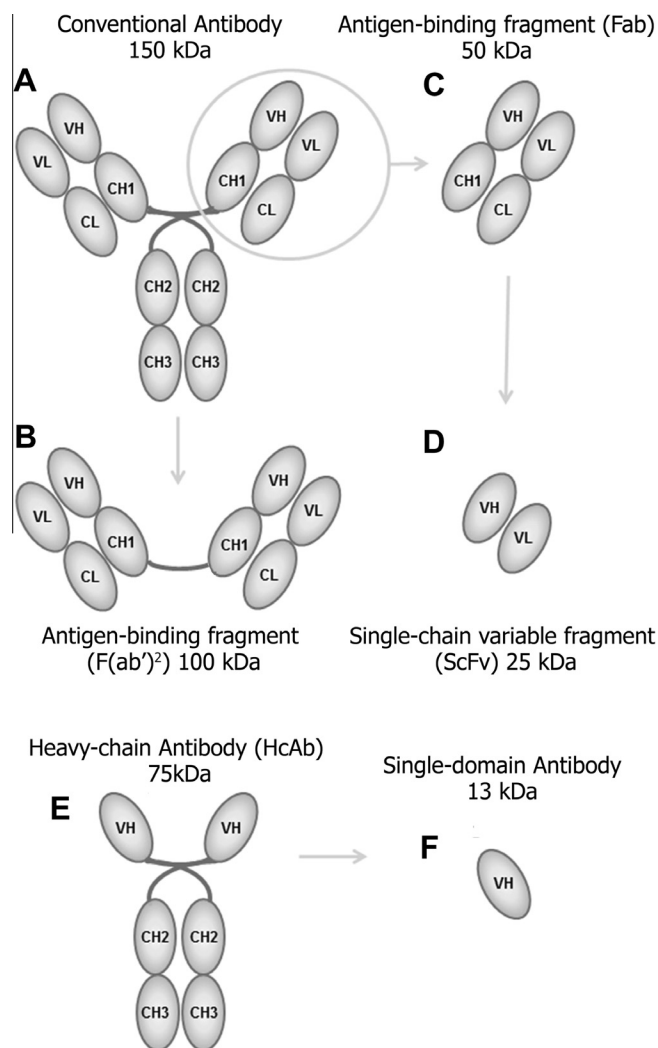 Conventional Antibody
150 kDa
Antigen-binding fragment (Fab)
50 kDa
A
VH
VL
CH1
CL
VH
VL
CH1
CL
CH2
CH2
CH3
CH3
C
VH
VL
CH1
CL
B
VH
VL
CH1
CL
VH
VL
CH1
CL
Antigen-binding fragment
(F(ab')²) 100 kDa
D
VH
VL
Single-chain variable fragment
(ScFv) 25 kDa
Heavy-chain Antibody (HcAb)
75kDa
E
VH
VH
CH2
CH2
CH3
CH3
Single-domain Antibody
13 kDa
F
VH